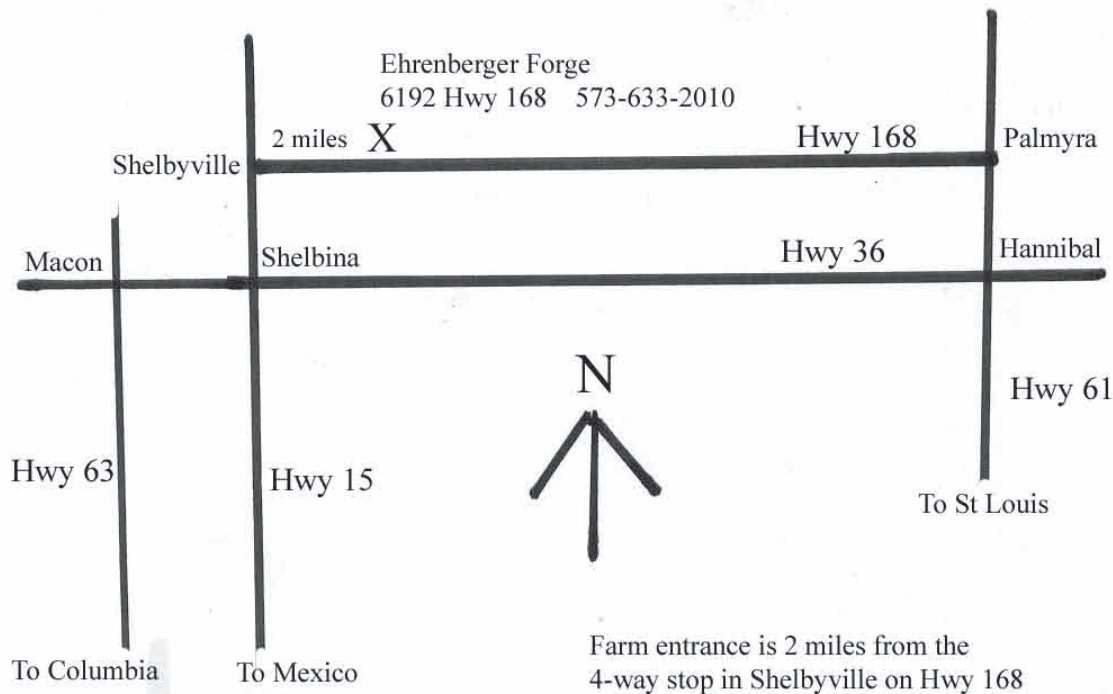 Ehrenberger Forge
6192 Hwy 168 573-633-2010
2 miles X
Hwy 168
Palmyra
Shelbyville
Macon
Shelbina
Hwy 36
Hannibal
N
Hwy 61
Hwy 63
Hwy 15
To St Louis
To Columbia
To Mexico
Farm entrance is 2 miles from the
4-way stop in Shelbyville on Hwy 168